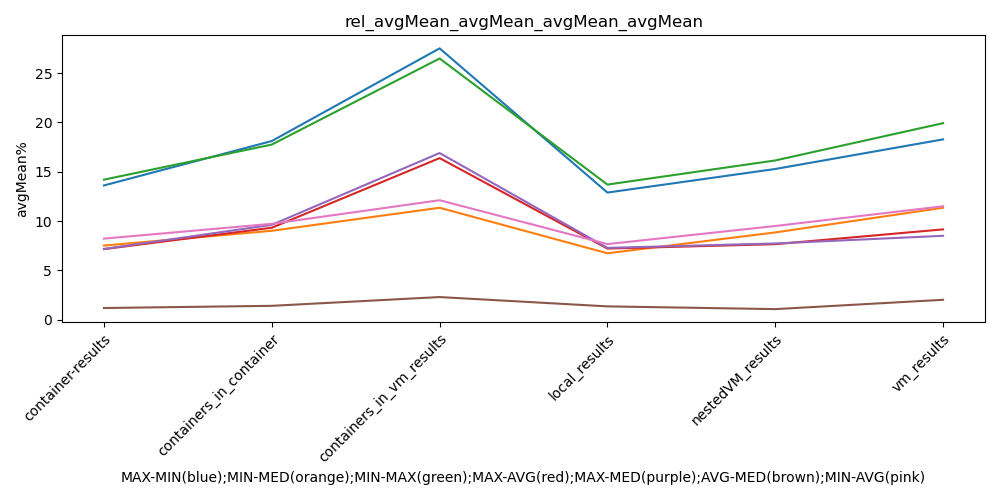 rel_avgMean_avgMean_avgMean_avgMean
avgMean%
25
20
15
10
5
0
container-results
containers_in_container
containers_in_vm_results
local_results
nestedVM_results
vm_results
MAX-MIN(blue);MIN-MED(orange);MIN-MAX(green);MAX-AVG(red);MAX-MED(purple);AVG-MED(brown);MIN-AVG(pink)